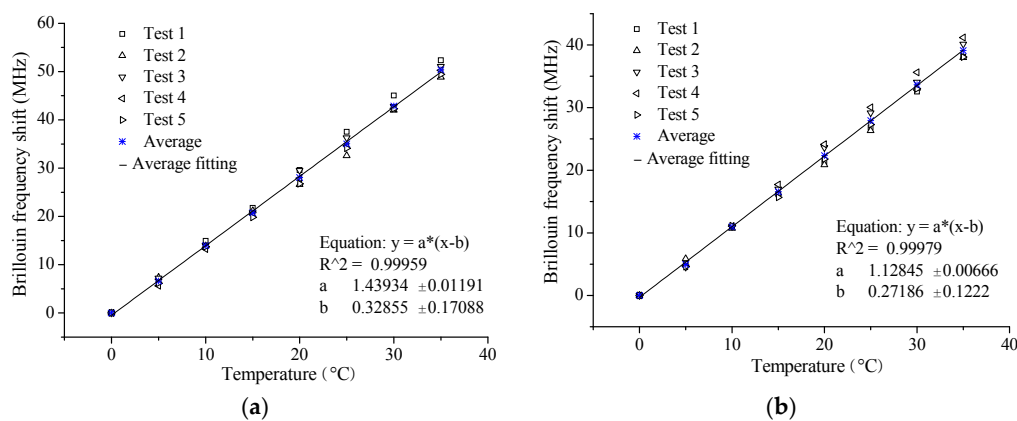 60
50
40
30
20
10
0
Brillouin frequency shift (MHz)
Test 1
Test 2
Test 3
Test 4
Test 5
Average
Average fitting
Equation: y = a*(x-b)
R^2 = 0.99959
a 1.43934 ±0.01191
b 0.32855 ±0.17088
0 10 20 30 40
Temperature (°C)
(a)
40
30
20
10
0
Brillouin frequency shift (MHz)
Test 1
Test 2
Test 3
Test 4
Test 5
Average
Average fitting
Equation: y = a*(x-b)
R^2 = 0.99979
a 1.12845 ±0.00666
b 0.27186 ±0.1222
0 10 20 30 40
Temperature (°C)
(b)